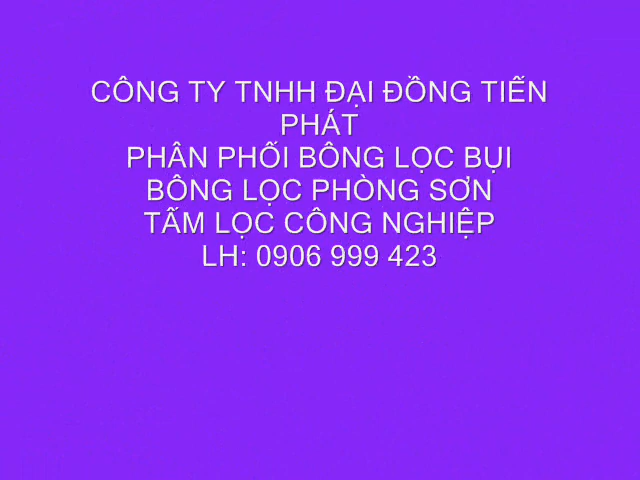 CÔNG TY TNHH ĐẠI ĐỒNG TIẾN
PHÁT
PHÂN PHỐI BÔNG LỌC BỤI
BÔNG LỌC PHÒNG SƠN
TẤM LỌC CÔNG NGHIỆP
LH: 0906 999 423